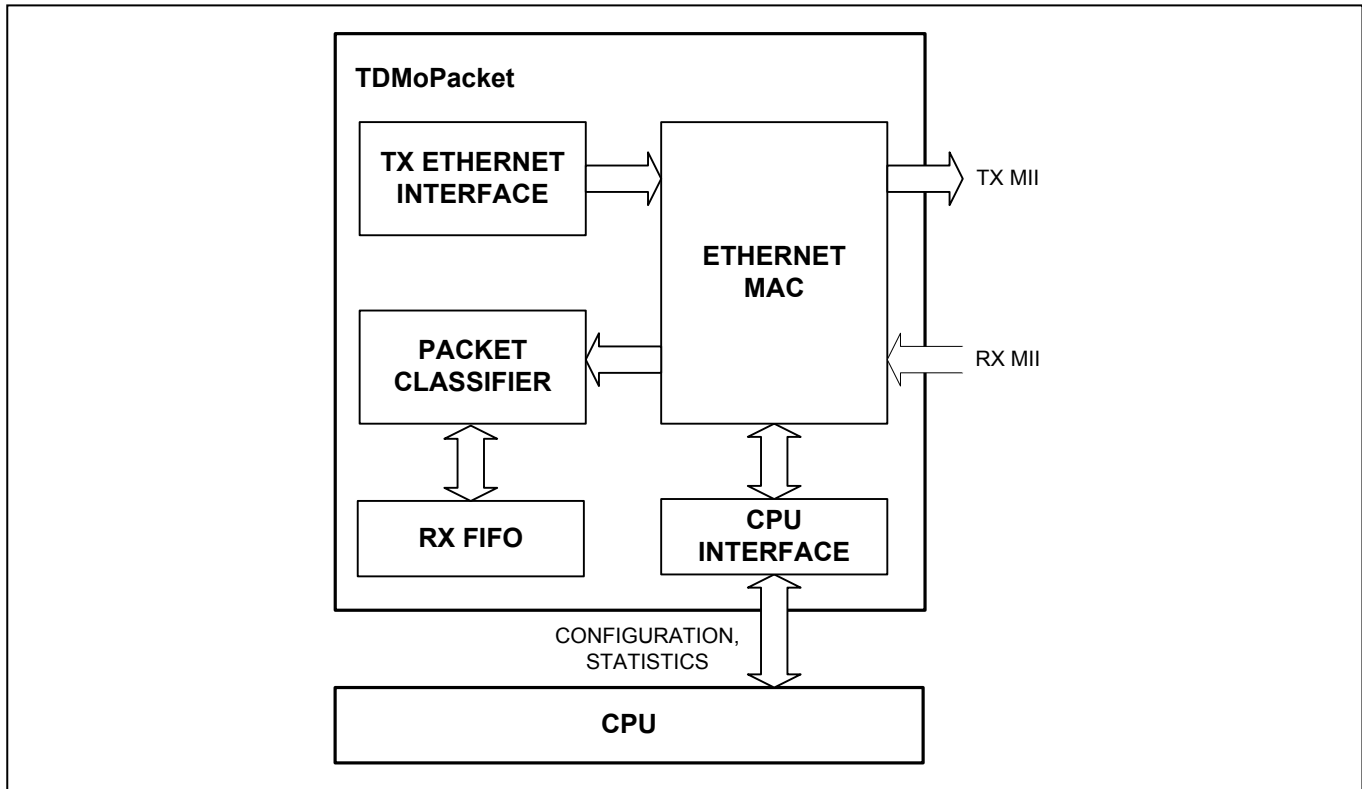 TDMoPacket
TX ETHERNET
INTERFACE
ETHERNET
MAC
TX MII
PACKET
CLASSIFIER
RX MII
RX FIFO
CPU
INTERFACE
CONFIGURATION,
STATISTICS
CPU